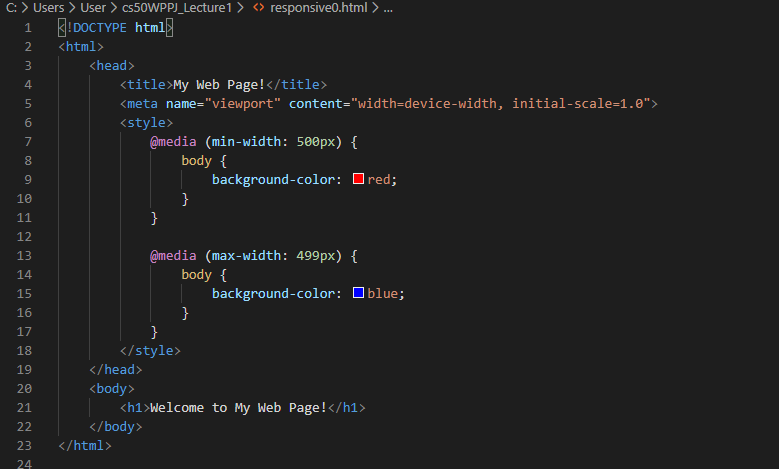 C: > Users > User > cs50WPPJ_Lecture1 > <> responsive0.html > ...
1 <!DOCTYPE html>
2 <html>
3     <head>
4         <title>My Web Page!</title>
5         <meta name="viewport" content="width=device-width, initial-scale=1.0">
6         <style>
7             @media (min-width: 500px) {
8                 body {
9                     background-color: red;
10                 }
11             }
12
13             @media (max-width: 499px) {
14                 body {
15                     background-color: blue;
16                 }
17             }
18         </style>
19     </head>
20     <body>
21         <h1>Welcome to My Web Page!</h1>
22     </body>
23 </html>
24